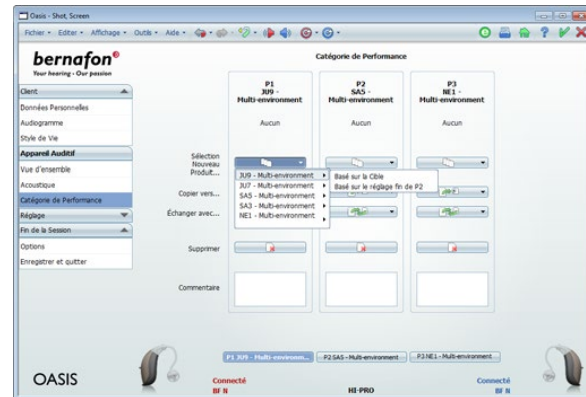 Oasis - Shot, Screen
Fichier Editer Affichage Outils Aide
bernafon®
Your hearing · Our passion
Client
Données Personnelles
Audiogramme
Style de Vie
Appareil Auditif
Vue d'ensemble
Acoustique
Catégorie de Performance
Réglage
Fin de la Session
Options
Enregistrer et quitter
OASIS
Catégorie de Performance
P1 P2 P3
JU9 - SA5 - NE1 -
Multi-environment Multi-environment Multi-environment
Aucun Aucun Aucun
Sélection
Nouveau
Produit...
JU9 - Multi-environment
JU7 - Multi-environment
SA5 - Multi-environment
SA3 - Multi-environment
NE1 - Multi-environment
Basé sur la Cible
Basé sur le réglage fin de P2
Copier vers...
Échanger avec...
Supprimer
Commentaire
P1 JU9 - Multi-environm... P2 SA5 - Multi-environment P3 NE1 - Multi-environment
Connecté Connecté
BF N HI-PRO BF N